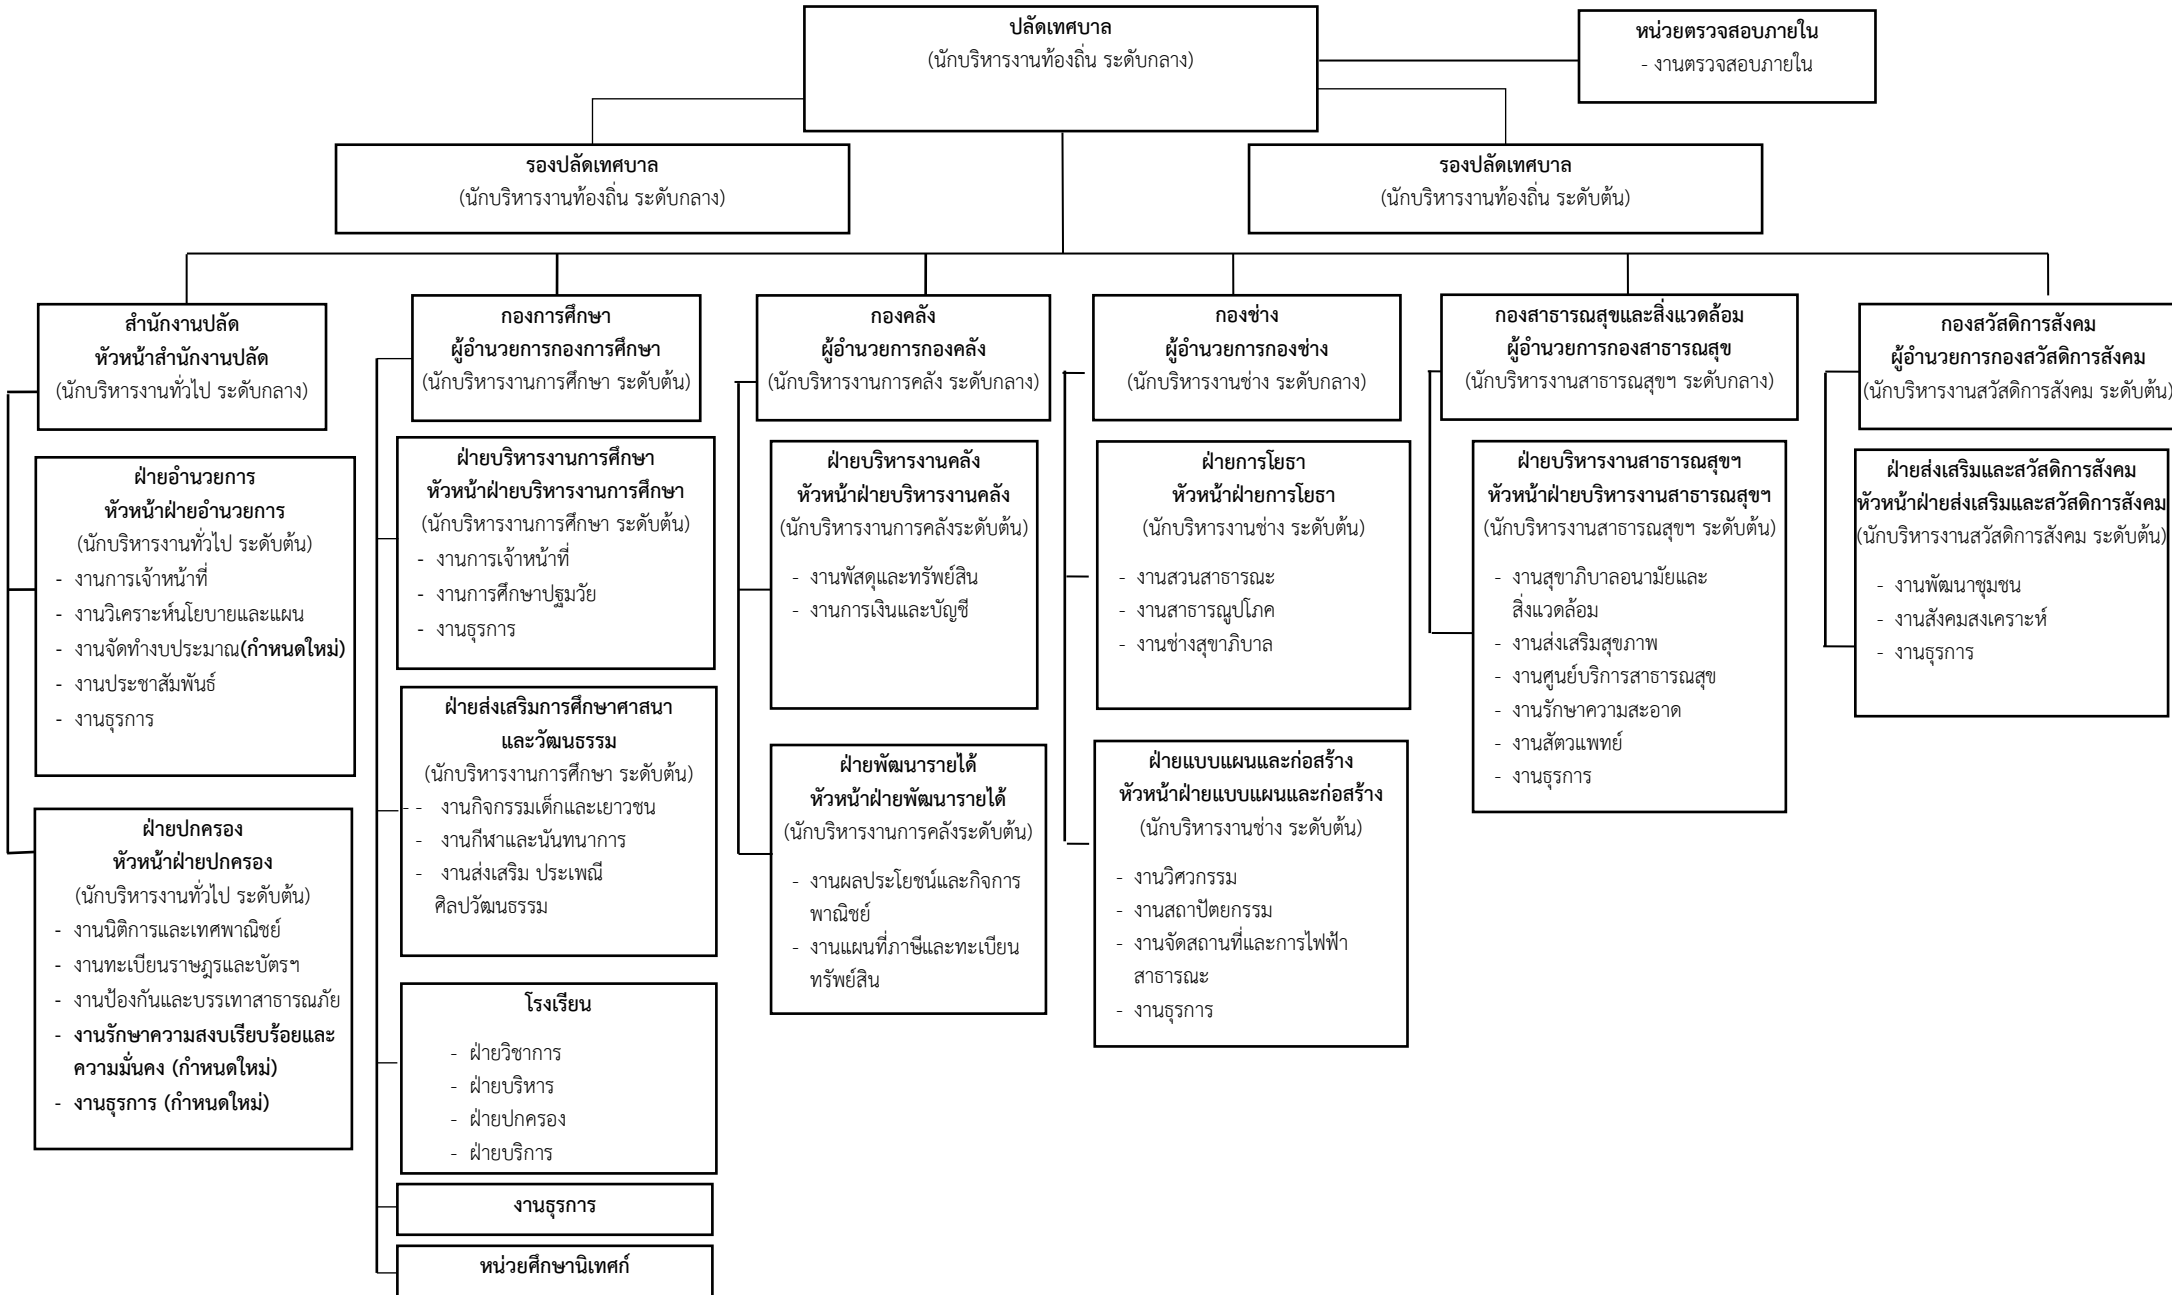 ปลัดเทศบาล
(นักบริหารงานท้องถิ่น ระดับกลาง)
หน่วยตรวจสอบภายใน
- งานตรวจสอบภายใน
รองปลัดเทศบาล
(นักบริหารงานท้องถิ่น ระดับกลาง)
รองปลัดเทศบาล
(นักบริหารงานท้องถิ่น ระดับต้น)
สำนักงานปลัด
หัวหน้าสำนักงานปลัด
(นักบริหารงานทั่วไป ระดับกลาง)
ฝ่ายอำนวยการ
หัวหน้าฝ่ายอำนวยการ
(นักบริหารงานทั่วไป ระดับต้น)
- งานการเจ้าหน้าที่
- งานวิเคราะห์นโยบายและแผน
- งานจัดทำงบประมาณ(กำหนดใหม่)
- งานประชาสัมพันธ์
- งานธุรการ
ฝ่ายปกครอง
หัวหน้าฝ่ายปกครอง
(นักบริหารงานทั่วไป ระดับต้น)
- งานนิติการและเทศพาณิชย์
- งานทะเบียนราษฎรและบัตรฯ
- งานป้องกันและบรรเทาสาธารณภัย
- งานรักษาความสงบเรียบร้อยและ
ความมั่นคง (กำหนดใหม่)
- งานธุรการ (กำหนดใหม่)
กองการศึกษา
ผู้อำนวยการกองการศึกษา
(นักบริหารงานการศึกษา ระดับต้น)
ฝ่ายบริหารงานการศึกษา
หัวหน้าฝ่ายบริหารงานการศึกษา
(นักบริหารงานการศึกษา ระดับต้น)
- งานการเจ้าหน้าที่
- งานการศึกษาปฐมวัย
- งานธุรการ
ฝ่ายส่งเสริมการศึกษาศาสนา
และวัฒนธรรม
(นักบริหารงานการศึกษา ระดับต้น)
- - งานกิจกรรมเด็กและเยาวชน
- งานกีฬาและนันทนาการ
- งานส่งเสริม ประเพณี
ศิลปวัฒนธรรม
โรงเรียน
- ฝ่ายวิชาการ
- ฝ่ายบริหาร
- ฝ่ายปกครอง
- ฝ่ายบริการ
งานธุรการ
หน่วยศึกษานิเทศก์
กองคลัง
ผู้อำนวยการกองคลัง
(นักบริหารงานการคลัง ระดับกลาง)
ฝ่ายบริหารงานคลัง
หัวหน้าฝ่ายบริหารงานคลัง
(นักบริหารงานการคลังระดับต้น)
- งานพัสดุและทรัพย์สิน
- งานการเงินและบัญชี
ฝ่ายพัฒนารายได้
หัวหน้าฝ่ายพัฒนารายได้
(นักบริหารงานการคลังระดับต้น)
- งานผลประโยชน์และกิจการ
พาณิชย์
- งานแผนที่ภาษีและทะเบียน
ทรัพย์สิน
กองช่าง
ผู้อำนวยการกองช่าง
(นักบริหารงานช่าง ระดับกลาง)
ฝ่ายการโยธา
หัวหน้าฝ่ายการโยธา
(นักบริหารงานช่าง ระดับต้น)
- งานสวนสาธารณะ
- งานสาธารณูปโภค
- งานช่างสุขาภิบาล
ฝ่ายแบบแผนและก่อสร้าง
หัวหน้าฝ่ายแบบแผนและก่อสร้าง
(นักบริหารงานช่าง ระดับต้น)
- งานวิศวกรรม
- งานสถาปัตยกรรม
- งานจัดสถานที่และการไฟฟ้า
สาธารณะ
- งานธุรการ
กองสาธารณสุขและสิ่งแวดล้อม
ผู้อำนวยการกองสาธารณสุข
(นักบริหารงานสาธารณสุขฯ ระดับกลาง)
ฝ่ายบริหารงานสาธารณสุขฯ
หัวหน้าฝ่ายบริหารงานสาธารณสุขฯ
(นักบริหารงานสาธารณสุขฯ ระดับต้น)
- งานสุขาภิบาลอนามัยและ
สิ่งแวดล้อม
- งานส่งเสริมสุขภาพ
- งานศูนย์บริการสาธารณสุข
- งานรักษาความสะอาด
- งานสัตวแพทย์
- งานธุรการ
กองสวัสดิการสังคม
ผู้อำนวยการกองสวัสดิการสังคม
(นักบริหารงานสวัสดิการสังคม ระดับต้น)
ฝ่ายส่งเสริมและสวัสดิการสังคม
หัวหน้าฝ่ายส่งเสริมและสวัสดิการสังคม
(นักบริหารงานสวัสดิการสังคม ระดับต้น)
- งานพัฒนาชุมชน
- งานสังคมสงเคราะห์
- งานธุรการ